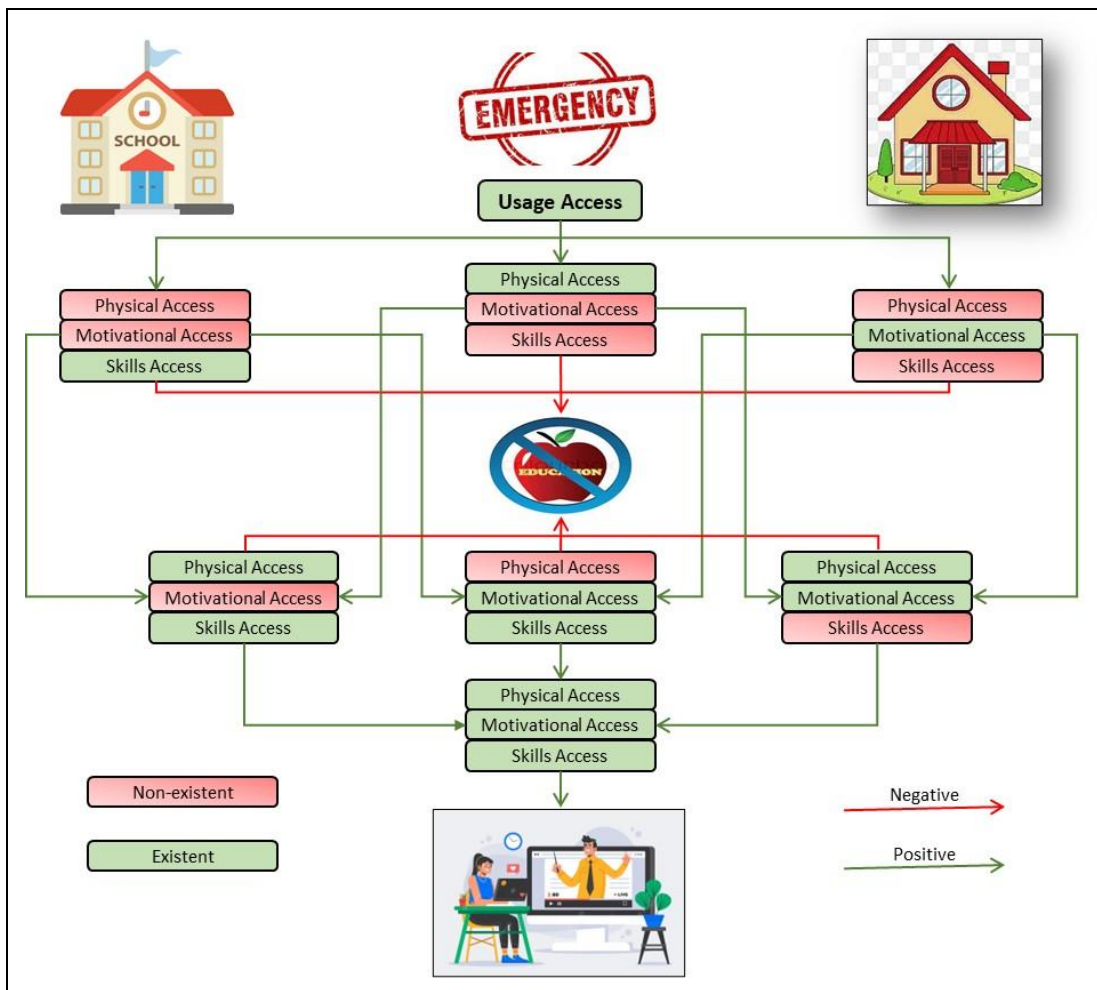 SCHOOL
EMERGENCY
Usage Access
Physical Access
Motivational Access
Skills Access
Physical Access
Motivational Access
Skills Access
Physical Access
Motivational Access
Skills Access
EDUCATION
Physical Access
Motivational Access
Skills Access
Physical Access
Motivational Access
Skills Access
Physical Access
Motivational Access
Skills Access
Physical Access
Motivational Access
Skills Access
Non-existent
Existent
Negative
Positive
LIVE